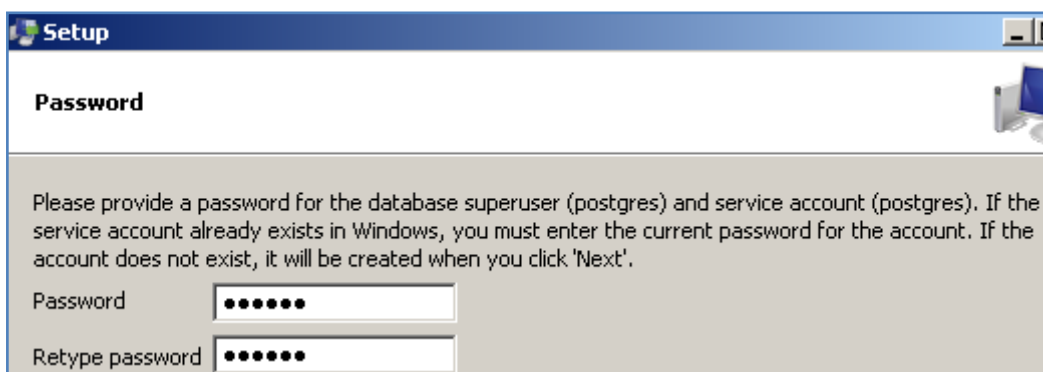 Setup
Password
Please provide a password for the database superuser (postgres) and service account (postgres). If the
service account already exists in Windows, you must enter the current password for the account. If the
account does not exist, it will be created when you click 'Next'.
Password ●●●●●●
Retype password ●●●●●●